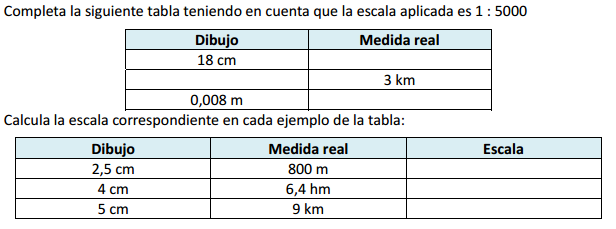 Completa la siguiente tabla teniendo en cuenta que la escala aplicada es 1 : 5000
Dibujo Medida real
18 cm
3 km
0,008 m
Calcula la escala correspondiente en cada ejemplo de la tabla:
Dibujo Medida real Escala
2,5 cm 800 m
4 cm 6,4 hm
5 cm 9 km